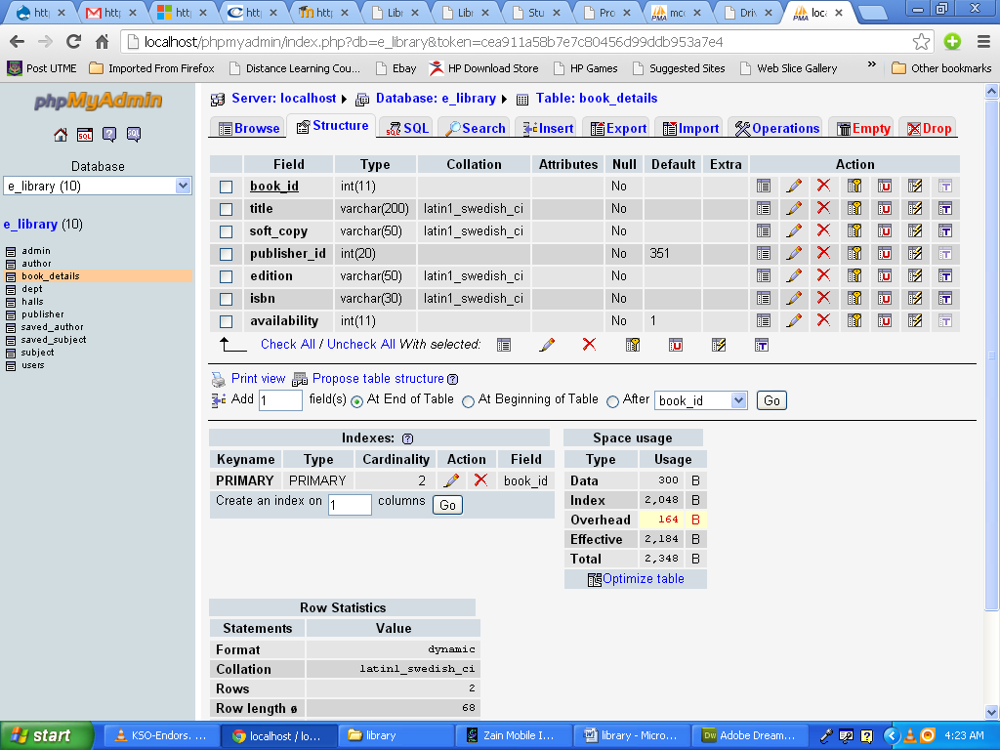 http http http http http Libr Libr Stu Pro mc Driv loca
localhost/phpmyadmin/index.php?db=e_library&token=cea911a58b7e7c80456d99ddb953a7e4
Post UTME Imported From Firefox Distance Learning Cou... Ebay HP Download Store HP Games Suggested Sites Web Slice Gallery » Other bookmarks
phpMyAdmin
Database
e_library (10)
e_library (10)
admin
author
book_details
dept
halls
publisher
saved_author
saved_subject
subject
users
Server: localhost Database: e_library Table: book_details
Browse Structure SQL Search Insert Export Import Operations Empty Drop
Field Type Collation Attributes Null Default Extra Action
book_id int(11) No
title varchar(200) latin1_swedish_ci No
soft_copy varchar(50) latin1_swedish_ci No
publisher_id int(20) No 351
edition varchar(50) latin1_swedish_ci No
isbn varchar(30) latin1_swedish_ci No
availability int(11) No 1
Check All / Uncheck All With selected:
Print view Propose table structure
Add 1 field(s) At End of Table At Beginning of Table After book_id Go
Indexes:
Keyname Type Cardinality Action Field
PRIMARY PRIMARY 2 book_id
Create an index on 1 columns Go
Space usage
Type Usage
Data 300 B
Index 2,048 B
Overhead 164 B
Effective 2,184 B
Total 2,348 B
Optimize table
Row Statistics
Statements Value
Format dynamic
Collation latin1_swedish_ci
Rows 2
Row length ø 68
start KSO-Endors. ... localhost / lo... library Zain Mobile I... library - Micro... Adobe Dream... 4:23 AM